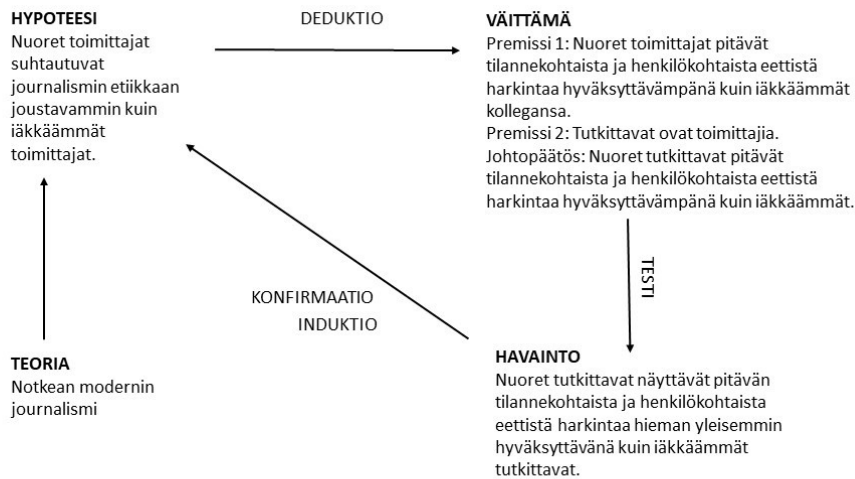 HYPOTEESI
Nuoret toimittajat
suhtautuvat
journalismin etiikkaan
joustavammin kuin
iäkkäämmät
toimittajat.
DEDUKTIO
VÄITTÄMÄ
Premissi 1: Nuoret toimittajat pitävät
tilannekohtaista ja henkilökohtaista eettistä
harkintaa hyväksyttävämpänä kuin iäkkäämmät
kollegansa.
Premissi 2: Tutkittavat ovat toimittajia.
Johtopäätös: Nuoret tutkittavat pitävät
tilannekohtaista ja henkilökohtaista eettistä
harkintaa hyväksyttävämpänä kuin iäkkäämmät.
TESTI
KONFIRMAATIO
INDUKTIO
TEORIA
Notkean modernin
journalismi
HAVAINTO
Nuoret tutkittavat näyttävät pitävän
tilannekohtaista ja henkilökohtaista
eettistä harkintaa hieman yleisemmin
hyväksyttävänä kuin iäkkäämmät
tutkittavat.